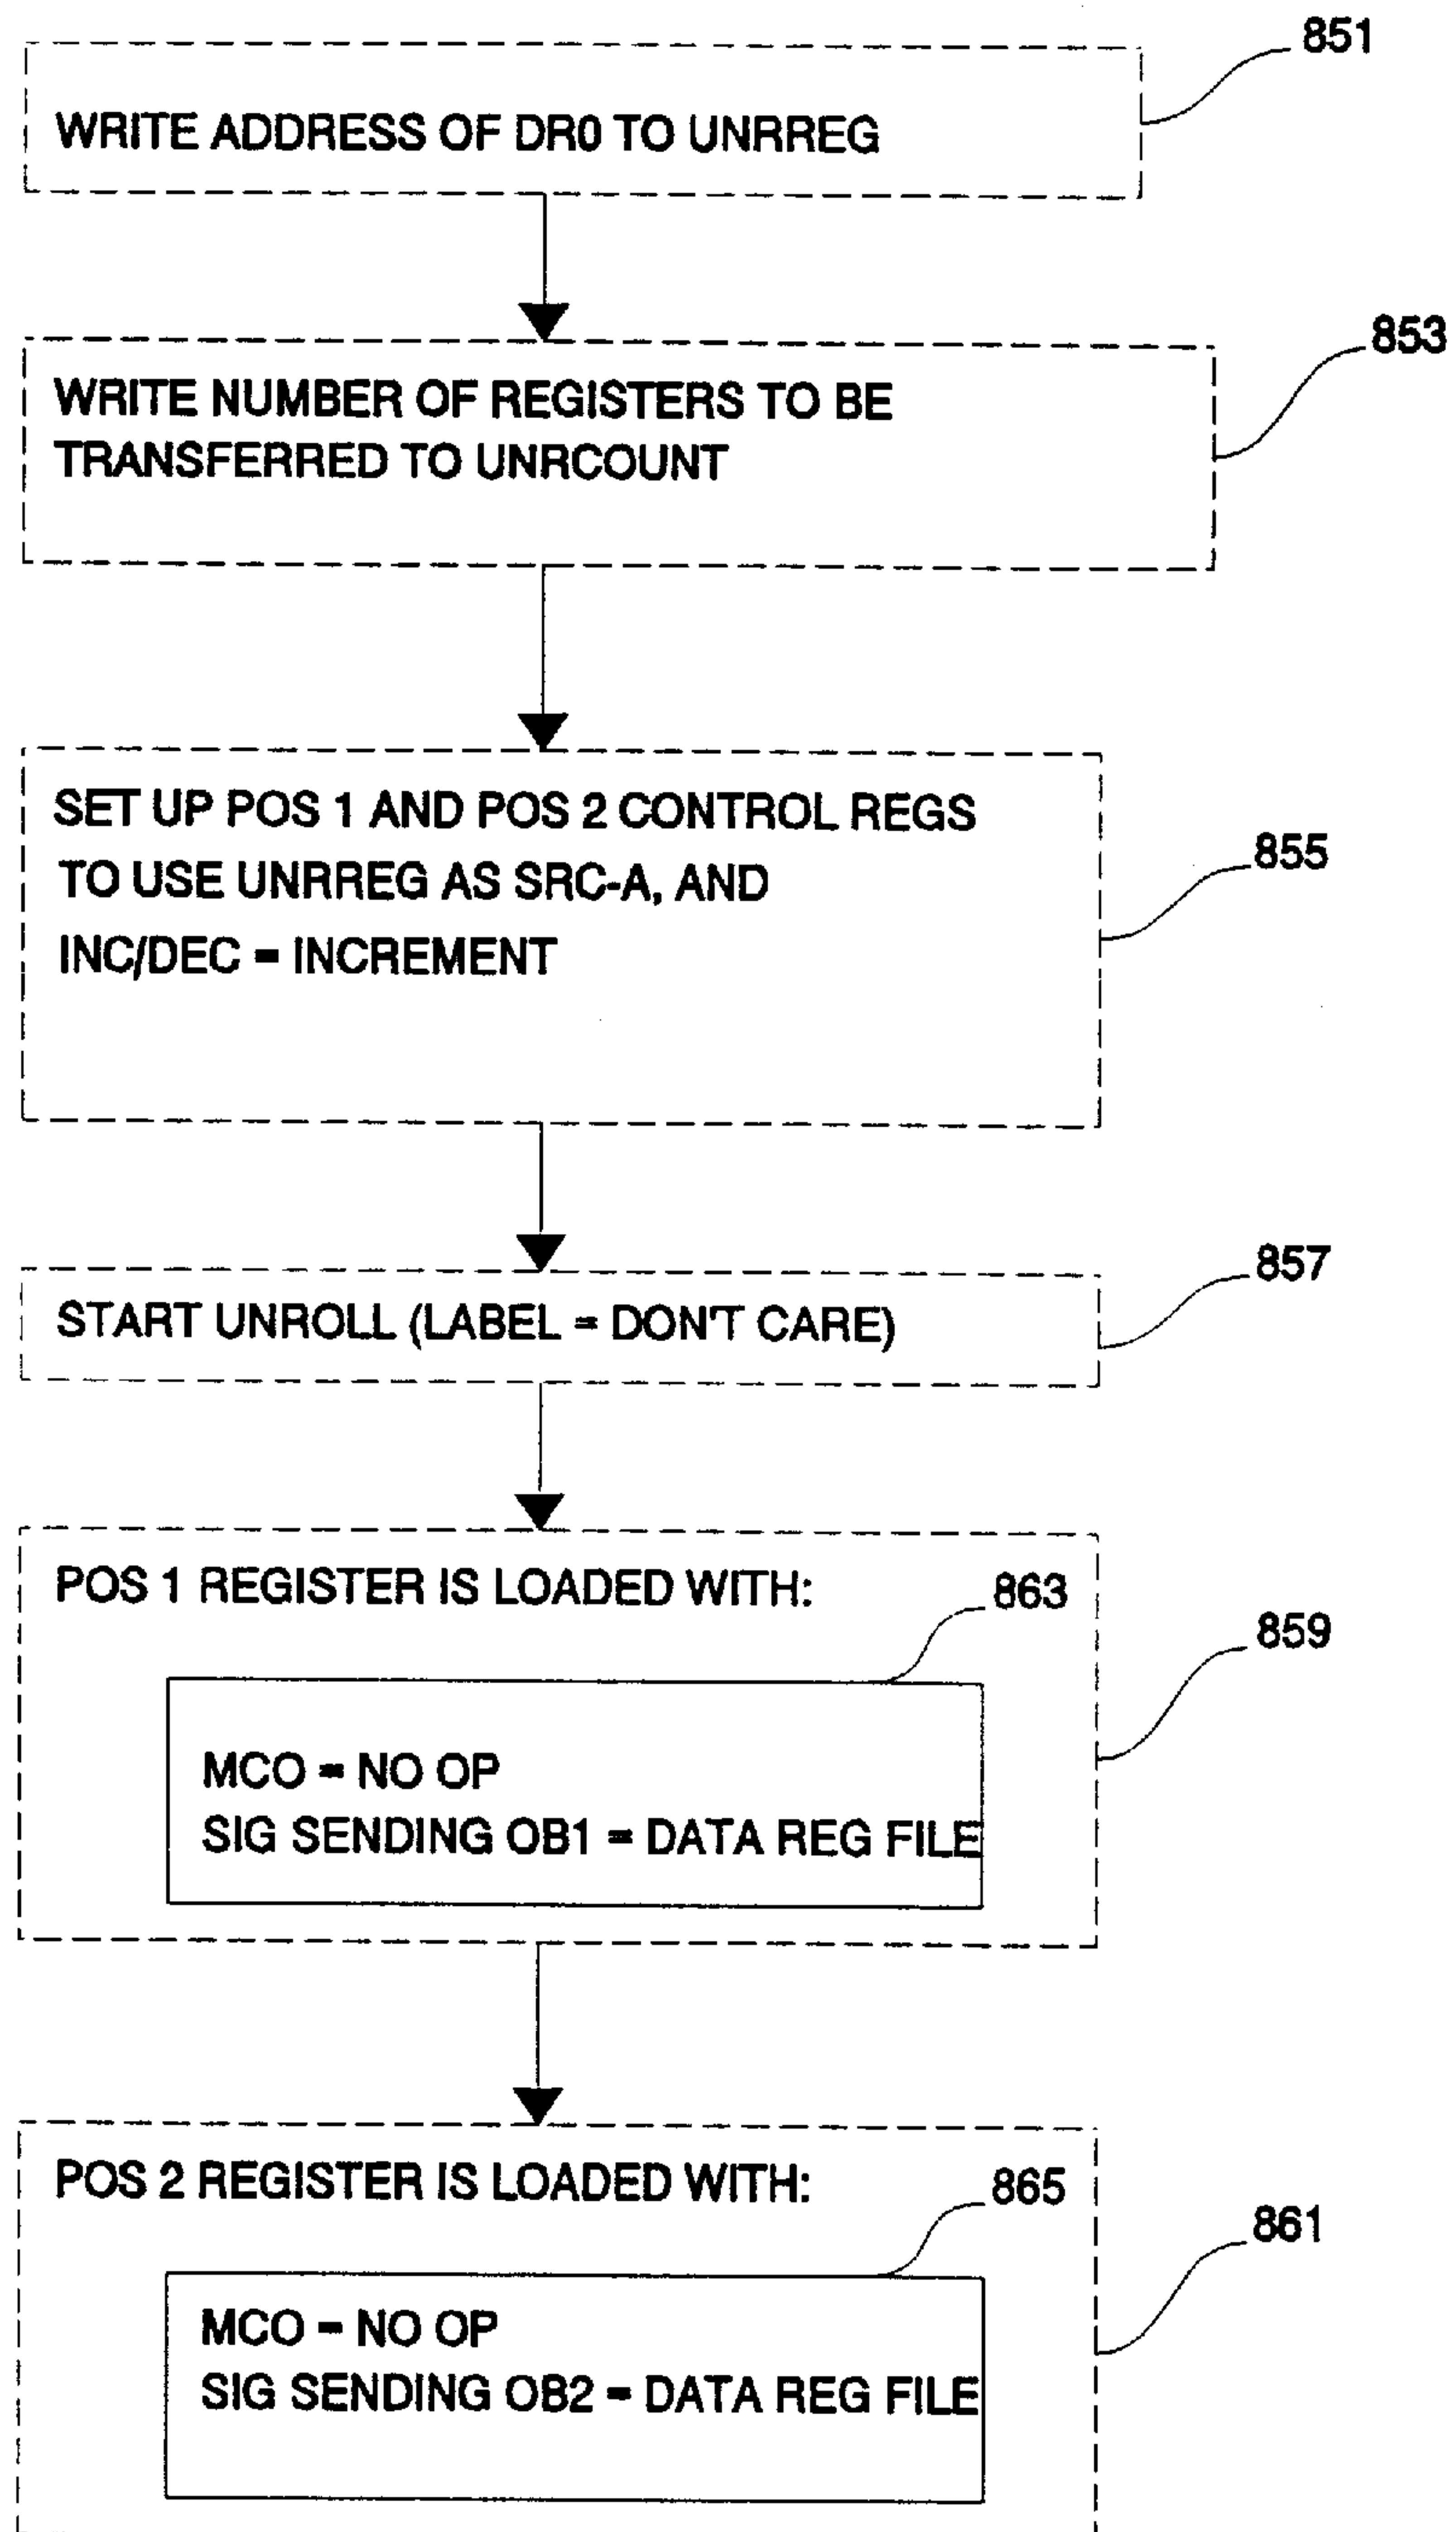 851
WRITE ADDRESS OF DR0 TO UNRREG
853
WRITE NUMBER OF REGISTERS TO BE
TRANSFERRED TO UNRCOUNT
SET UP POS 1 AND POS 2 CONTROL REGS
TO USE UNRREG AS SRC-A, AND
INC/DEC = INCREMENT
855
857
START UNROLL (LABEL = DON'T CARE)
POS 1 REGISTER IS LOADED WITH:
863
859
MCO = NO OP
SIG SENDING OB1 = DATA REG FILE
POS 2 REGISTER IS LOADED WITH:
865
861
MCO = NO OP
SIG SENDING OB2 = DATA REG FILE